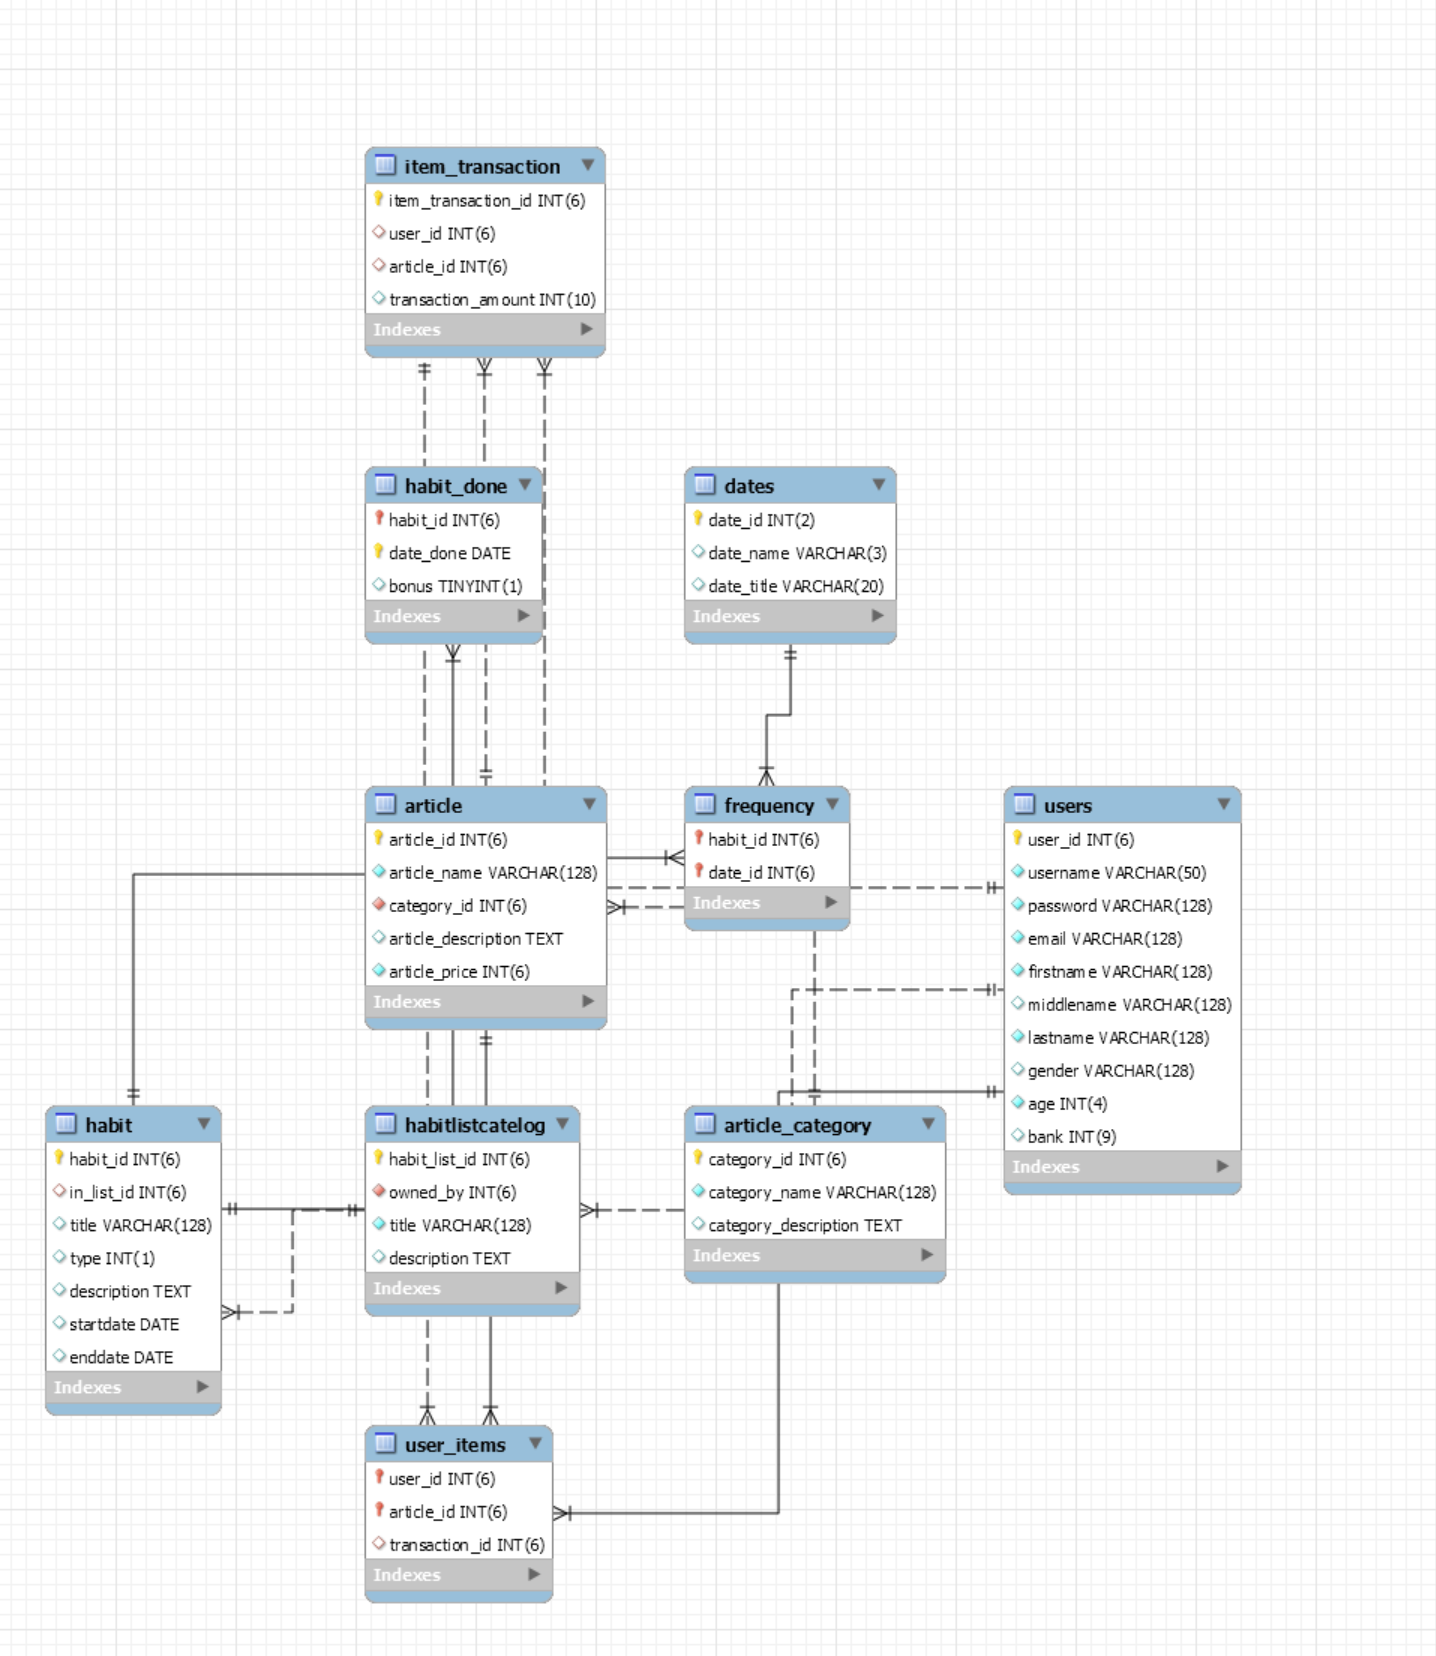 item_transaction
item_transaction_id INT(6)
user_id INT(6)
article_id INT(6)
transaction_amount INT(10)
Indexes
habit_done
habit_id INT(6)
date_done DATE
bonus TINYINT(1)
Indexes
dates
date_id INT(2)
date_name VARCHAR(3)
date_title VARCHAR(20)
Indexes
article
article_id INT(6)
article_name VARCHAR(128)
category_id INT(6)
article_description TEXT
article_price INT(6)
Indexes
frequency
habit_id INT(6)
date_id INT(6)
Indexes
users
user_id INT(6)
username VARCHAR(50)
password VARCHAR(128)
email VARCHAR(128)
firstname VARCHAR(128)
middlename VARCHAR(128)
lastname VARCHAR(128)
gender VARCHAR(128)
age INT(4)
bank INT(9)
Indexes
habit
habit_id INT(6)
in_list_id INT(6)
title VARCHAR(128)
type INT(1)
description TEXT
startdate DATE
enddate DATE
Indexes
habitlistcatelog
habit_list_id INT(6)
owned_by INT(6)
title VARCHAR(128)
description TEXT
Indexes
article_category
category_id INT(6)
category_name VARCHAR(128)
category_description TEXT
Indexes
user_items
user_id INT(6)
article_id INT(6)
transaction_id INT(6)
Indexes